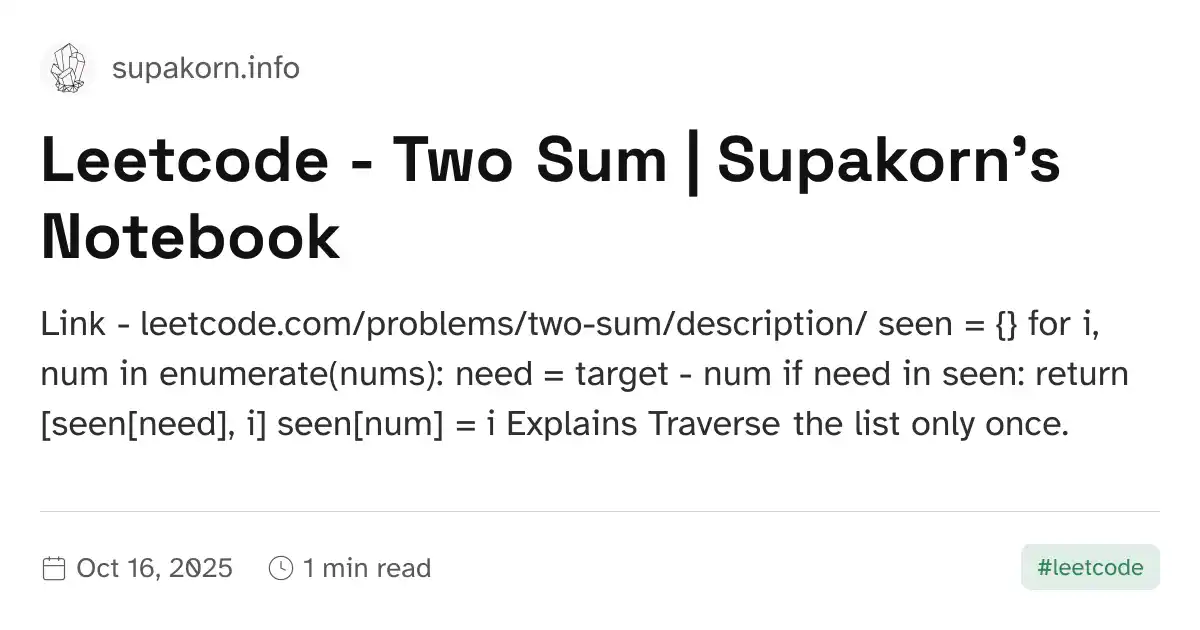 supakorn.info
Leetcode - Two Sum | Supakorn’s
Notebook
Link - leetcode.com/problems/two-sum/description/ seen = {} for i,
num in enumerate(nums): need = target - num if need in seen: return
[seen[need], i] seen[num] = i Explains Traverse the list only once.
Oct 16, 2025 1 min read #leetcode